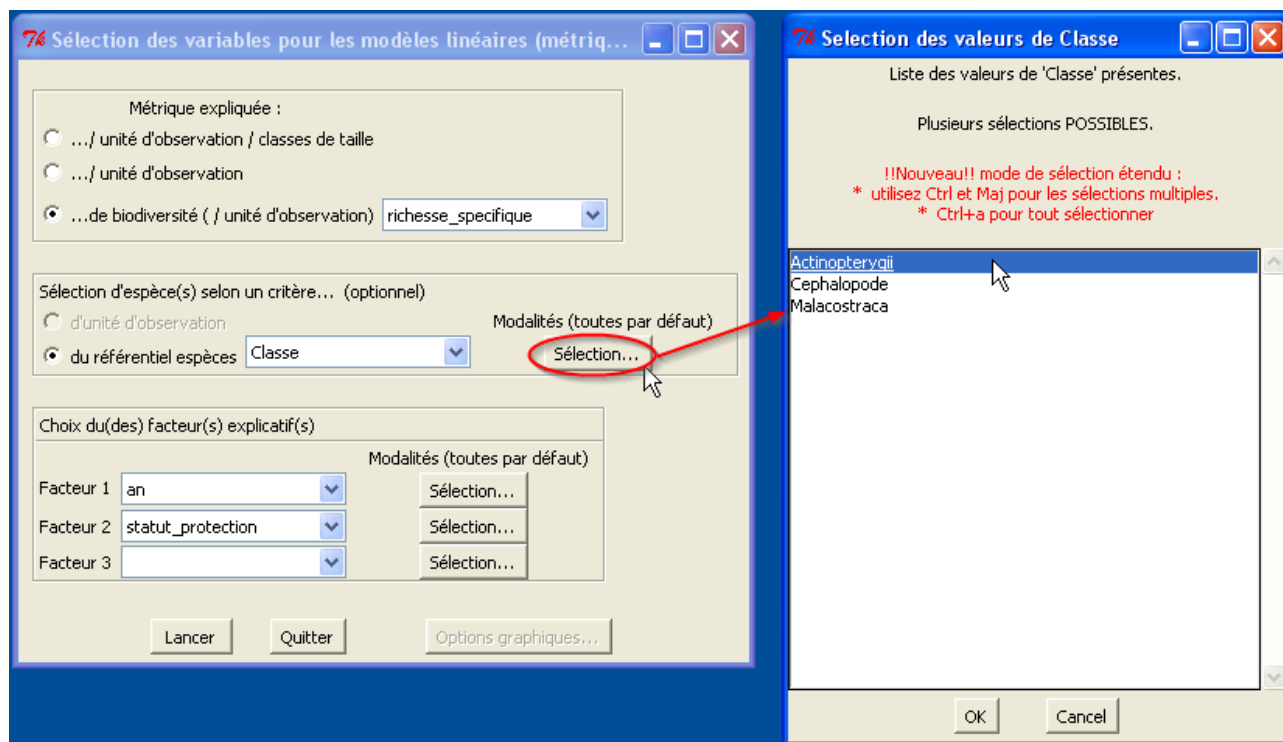 Sélection des variables pour les modèles linéaires (métriq...
Métrique expliquée :
.../ unité d'observation / classes de taille
.../ unité d'observation
...de biodiversité ( / unité d'observation) richesse_specifique
Sélection d'espèce(s) selon un critère... (optionnel)
d'unité d'observation Modalités (toutes par défaut)
du référentiel espèces Classe Sélection...
Choix du(des) facteur(s) explicatif(s)
Modalités (toutes par défaut)
Facteur 1 an Sélection...
Facteur 2 statut_protection Sélection...
Facteur 3 Sélection...
Lancer Quitter Options graphiques...
Selection des valeurs de Classe
Liste des valeurs de 'Classe' présentes.
Plusieurs sélections POSSIBLES.
!!Nouveau!! mode de sélection étendu :
* utilisez Ctrl et Maj pour les sélections multiples.
* Ctrl+a pour tout sélectionner
Actinopterygii
Cephalopode
Malacostraca
OK Cancel